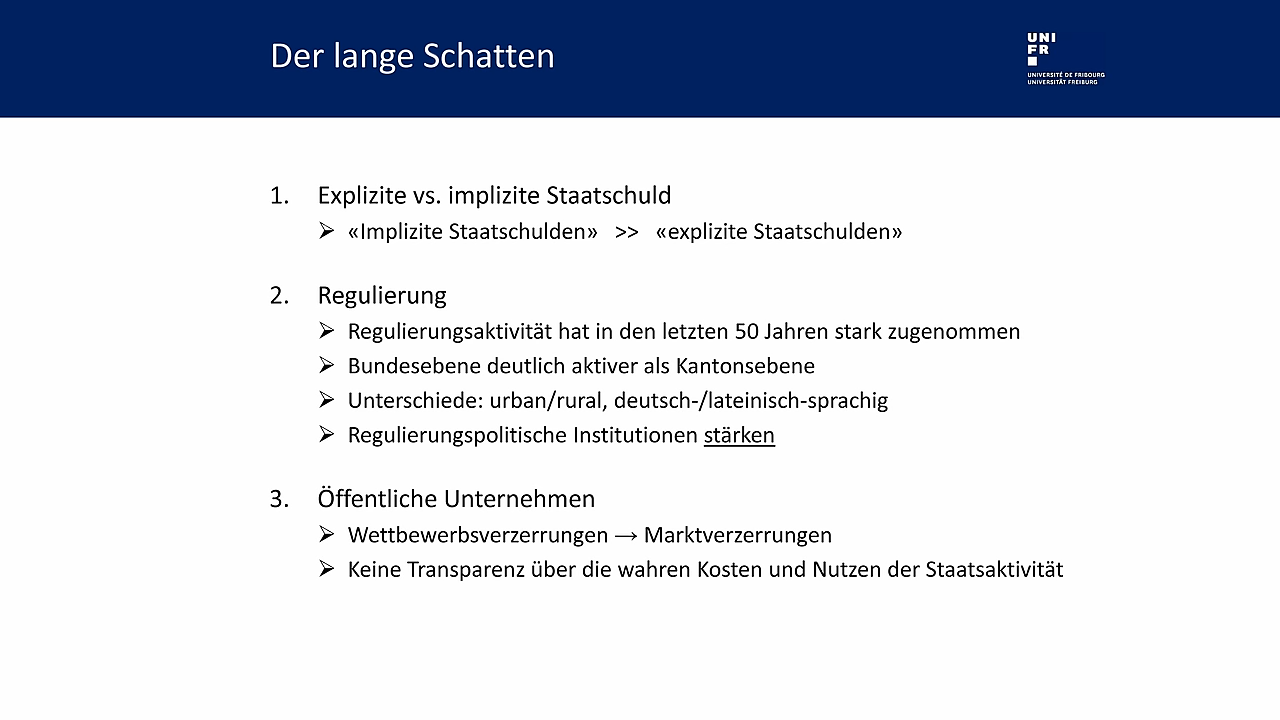 Der lange Schatten
UNI
FR
UNIVERSITÉ DE FRIBOURG
UNIVERSITÄT FREIBURG
1. Explizite vs. implizite Staatschuld
➢ «Implizite Staatschulden» >> «explizite Staatschulden»
2. Regulierung
➢ Regulierungsaktivität hat in den letzten 50 Jahren stark zugenommen
➢ Bundesebene deutlich aktiver als Kantonsebene
➢ Unterschiede: urban/rural, deutsch-/lateinisch-sprachig
➢ Regulierungspolitische Institutionen stärken
3. Öffentliche Unternehmen
➢ Wettbewerbsverzerrungen → Marktverzerrungen
➢ Keine Transparenz über die wahren Kosten und Nutzen der Staatsaktivität